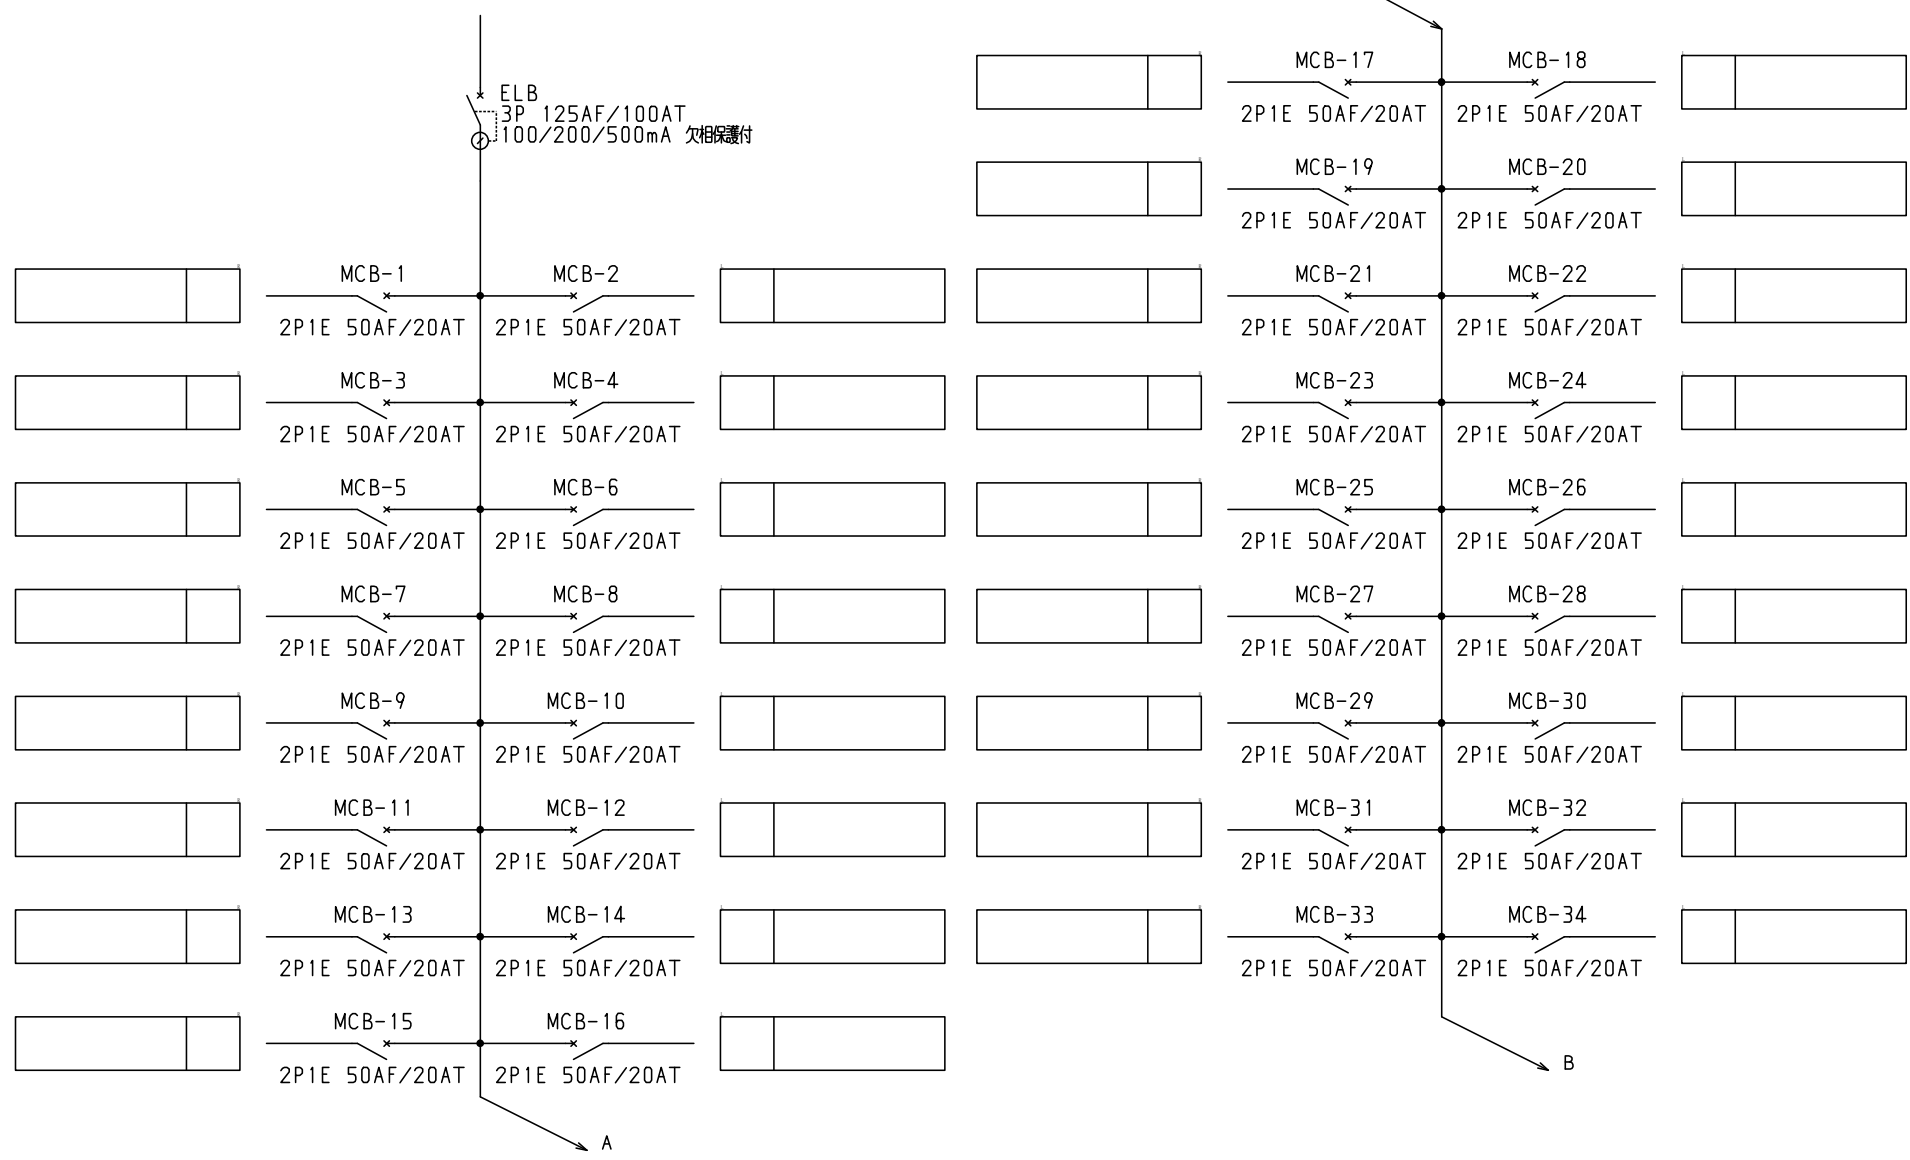 ELB
3P 125AF/100AT
100/200/500mA 欠相保護付
MCB-1 MCB-2
2P1E 50AF/20AT 2P1E 50AF/20AT
MCB-3 MCB-4
2P1E 50AF/20AT 2P1E 50AF/20AT
MCB-5 MCB-6
2P1E 50AF/20AT 2P1E 50AF/20AT
MCB-7 MCB-8
2P1E 50AF/20AT 2P1E 50AF/20AT
MCB-9 MCB-10
2P1E 50AF/20AT 2P1E 50AF/20AT
MCB-11 MCB-12
2P1E 50AF/20AT 2P1E 50AF/20AT
MCB-13 MCB-14
2P1E 50AF/20AT 2P1E 50AF/20AT
MCB-15 MCB-16
2P1E 50AF/20AT 2P1E 50AF/20AT
A
MCB-17 MCB-18
2P1E 50AF/20AT 2P1E 50AF/20AT
MCB-19 MCB-20
2P1E 50AF/20AT 2P1E 50AF/20AT
MCB-21 MCB-22
2P1E 50AF/20AT 2P1E 50AF/20AT
MCB-23 MCB-24
2P1E 50AF/20AT 2P1E 50AF/20AT
MCB-25 MCB-26
2P1E 50AF/20AT 2P1E 50AF/20AT
MCB-27 MCB-28
2P1E 50AF/20AT 2P1E 50AF/20AT
MCB-29 MCB-30
2P1E 50AF/20AT 2P1E 50AF/20AT
MCB-31 MCB-32
2P1E 50AF/20AT 2P1E 50AF/20AT
MCB-33 MCB-34
2P1E 50AF/20AT 2P1E 50AF/20AT
B